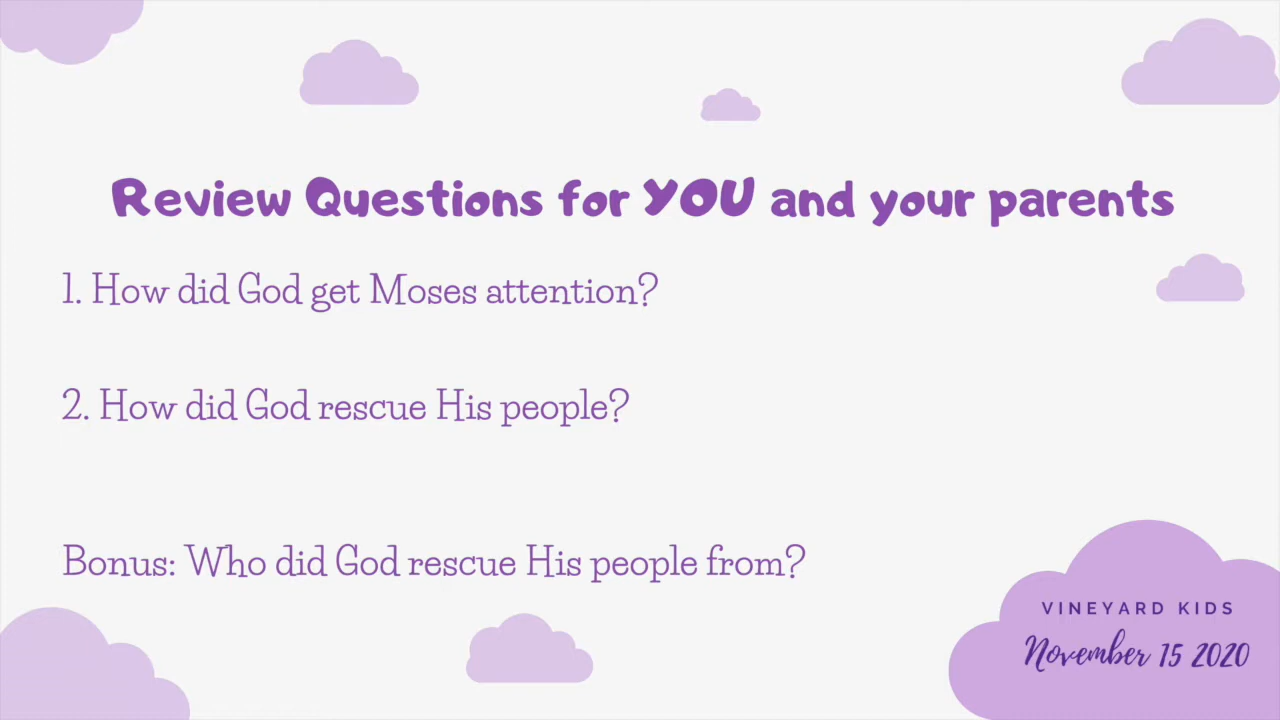 Review Questions for YOU and your parents
1. How did God get Moses attention?
2. How did God rescue His people?
Bonus: Who did God rescue His people from?
VINEYARD KIDS
November 15 2020